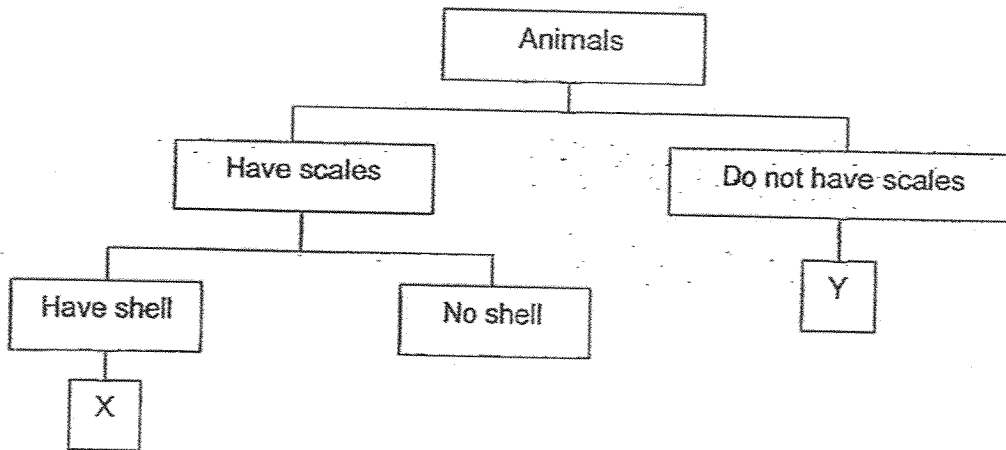 Animals
Have scales
Do not have scales
Have shell
No shell
Y
X